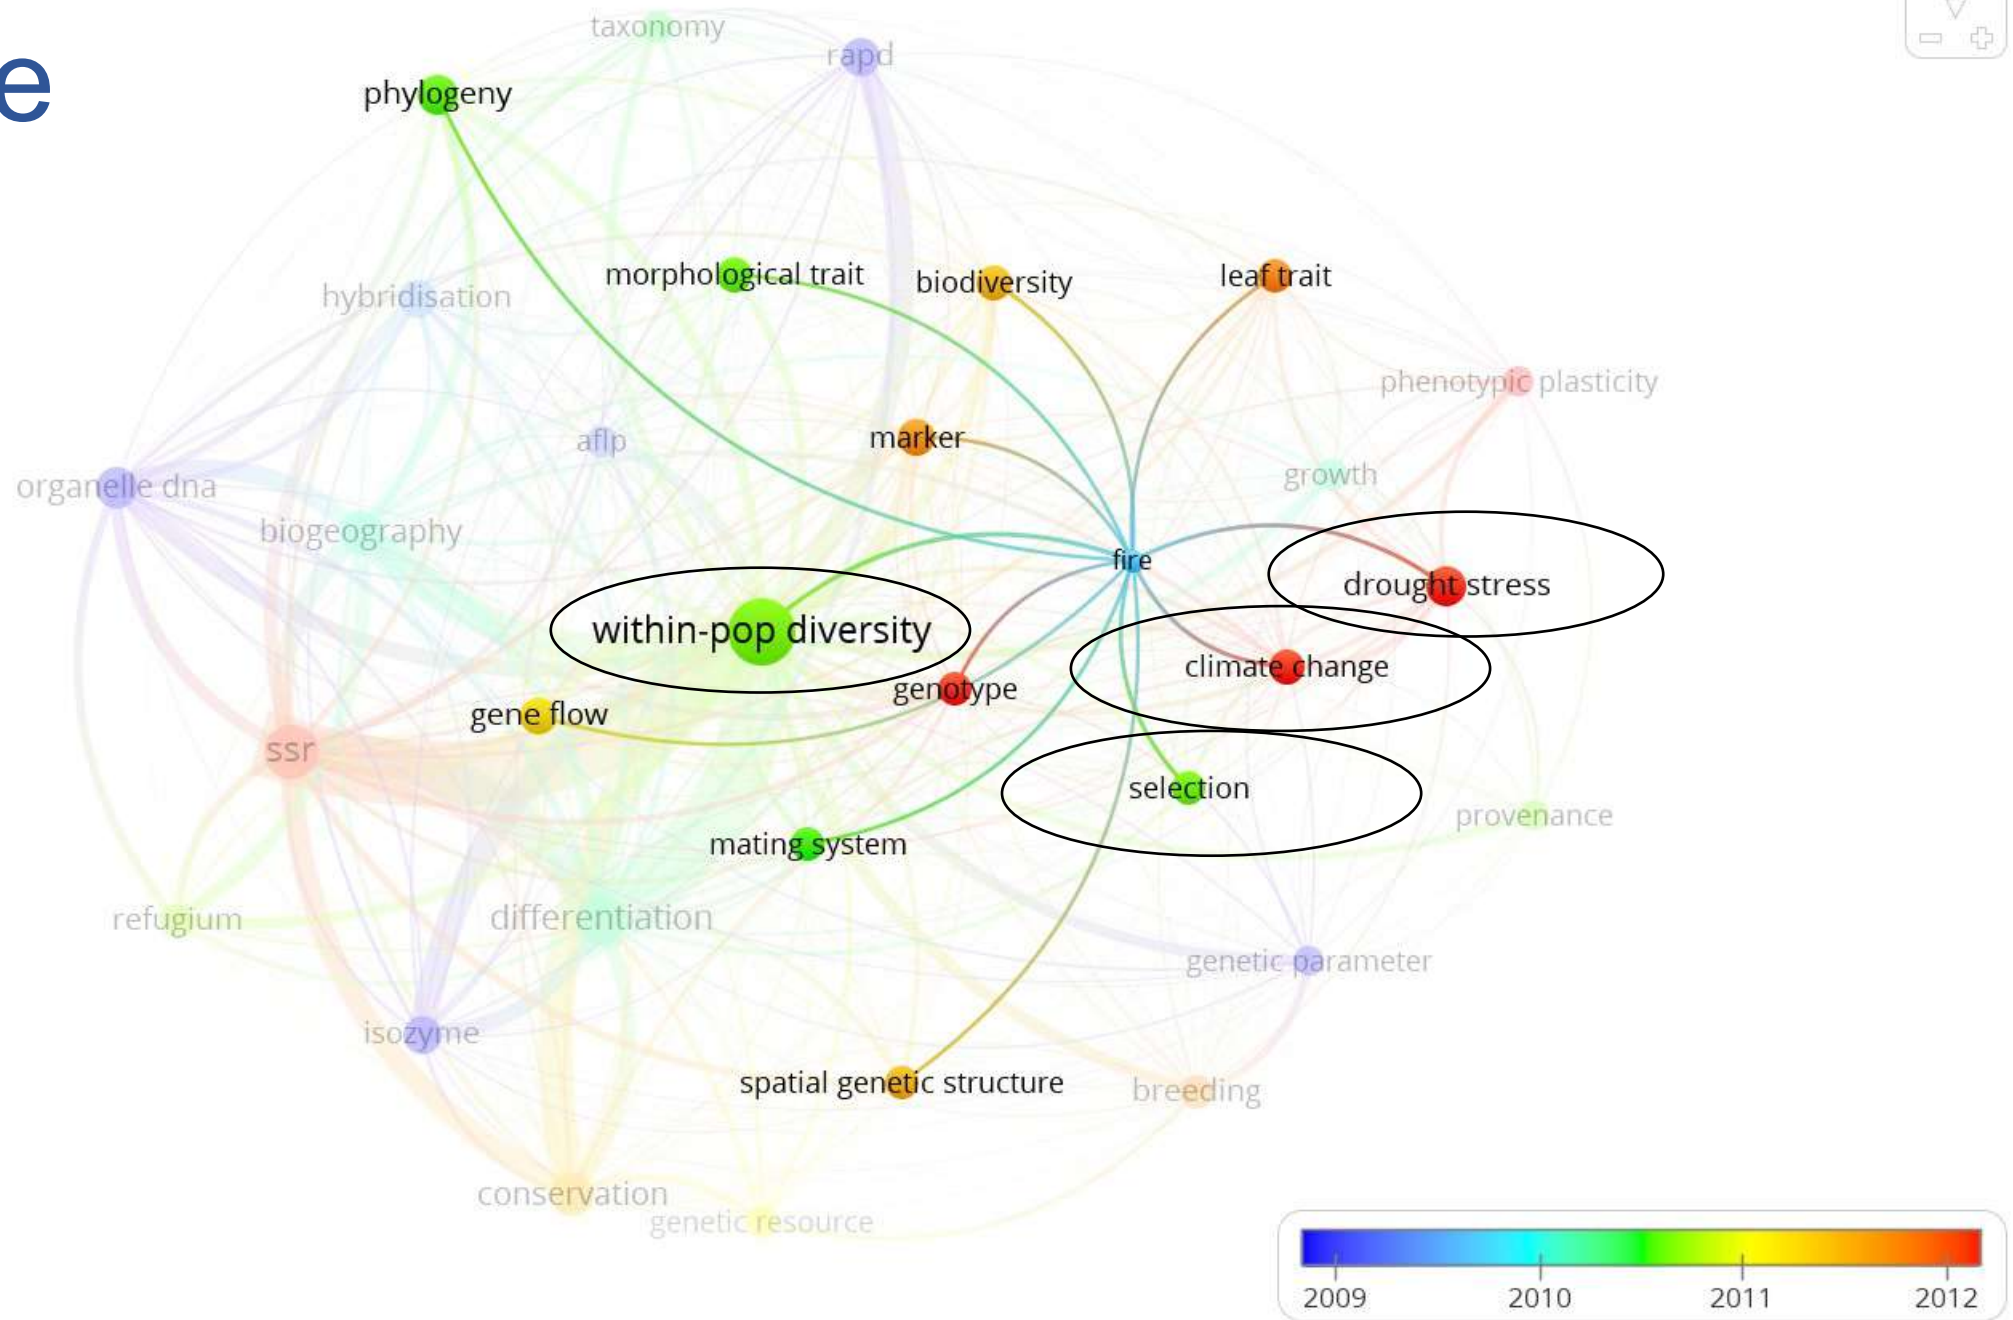 e
taxonomy
rapd
phylogeny
morphological trait
biodiversity
leaf trait
hybridisation
phenotypic plasticity
marker
aflp
growth
organelle dna
biogeography
fire
drought stress
within-pop diversity
climate change
genotype
gene flow
ssr
selection
provenance
mating system
refugium
differentiation
genetic parameter
isozyme
spatial genetic structure
breeding
conservation
genetic resource
2009 2010 2011 2012